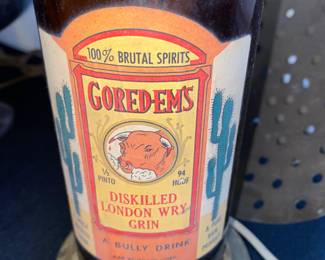 100% BRUTAL SPIRITS
GORED-EM'S
1/2 PINTO
94 HOOF
DISKILLED
LONDON WRY
GRIN
A BULLY DRINK